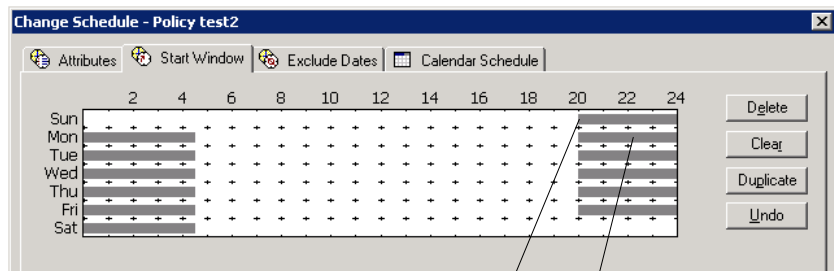 Change Schedule - Policy test2
Attributes Start Window Exclude Dates Calendar Schedule
2 4 6 8 10 12 14 16 18 20 22 24
Sun
Mon
Tue
Wed
Thu
Fri
Sat
Delete
Clear
Duplicate
Undo